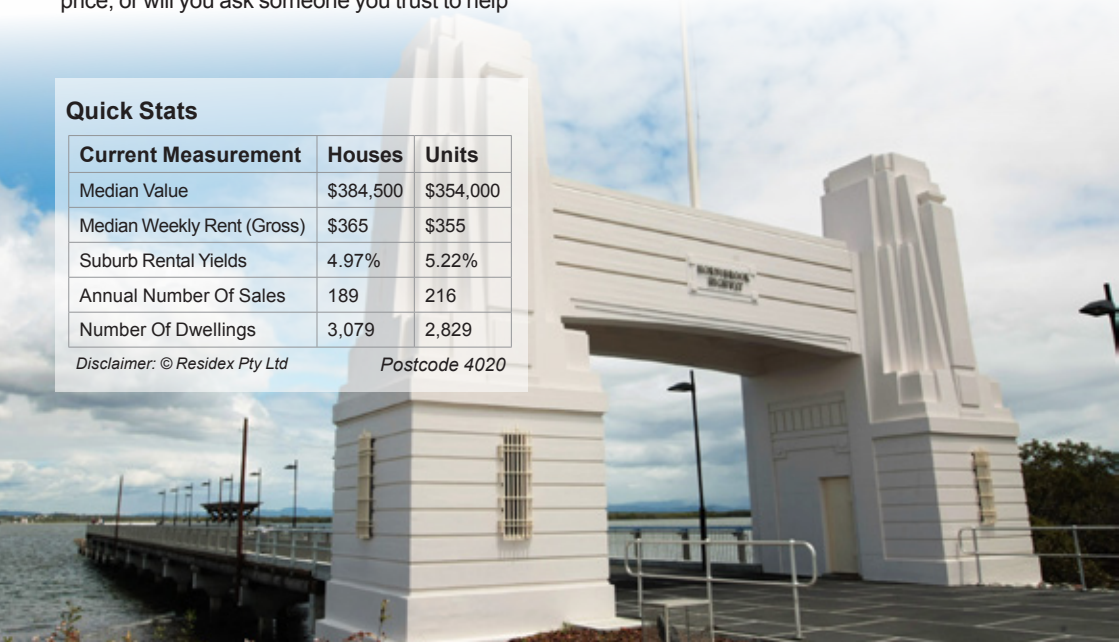 price, or will you ask someone you trust to help
Quick Stats
Current Measurement Houses Units
Median Value $384,500 $354,000
Median Weekly Rent (Gross) $365 $355
Suburb Rental Yields 4.97% 5.22%
Annual Number Of Sales 189 216
Number Of Dwellings 3,079 2,829
Disclaimer: © Residex Pty Ltd Postcode 4020
HORNIBROOK
HIGHWAY